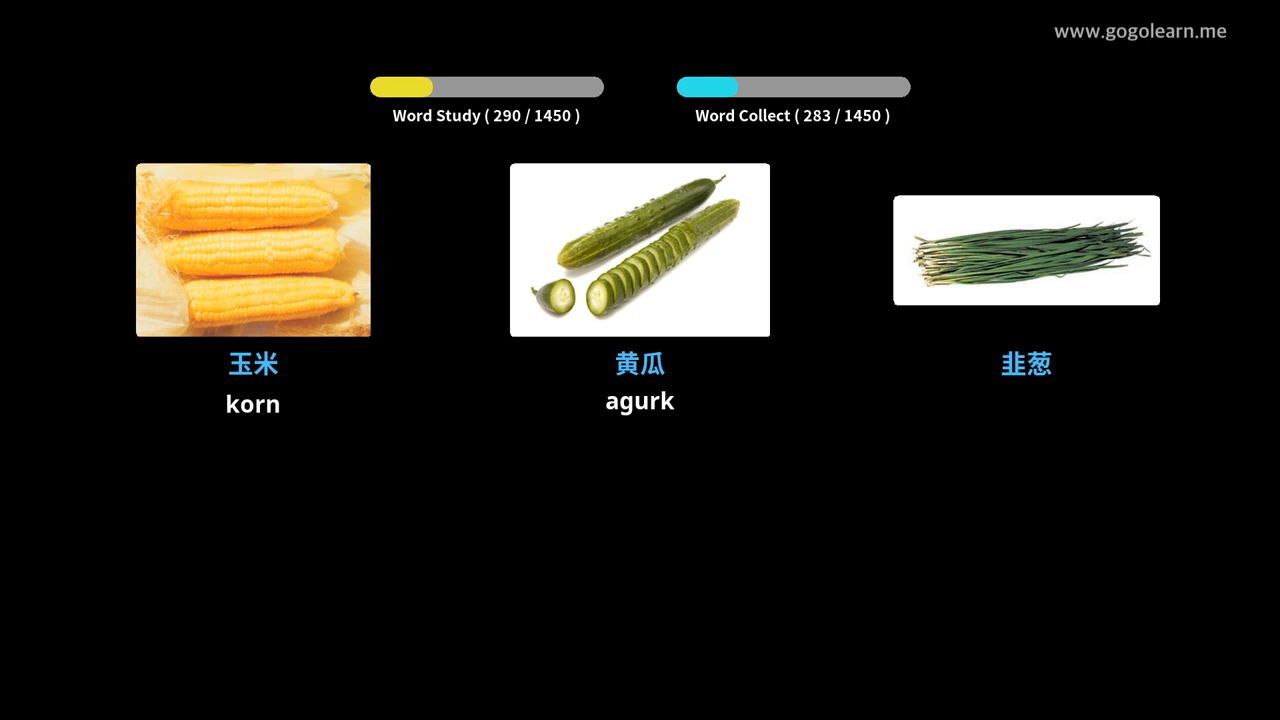 www.gogolearn.me
Word Study ( 290 / 1450 )
Word Collect ( 283 / 1450 )
玉米
黄瓜
韭葱
korn
agurk